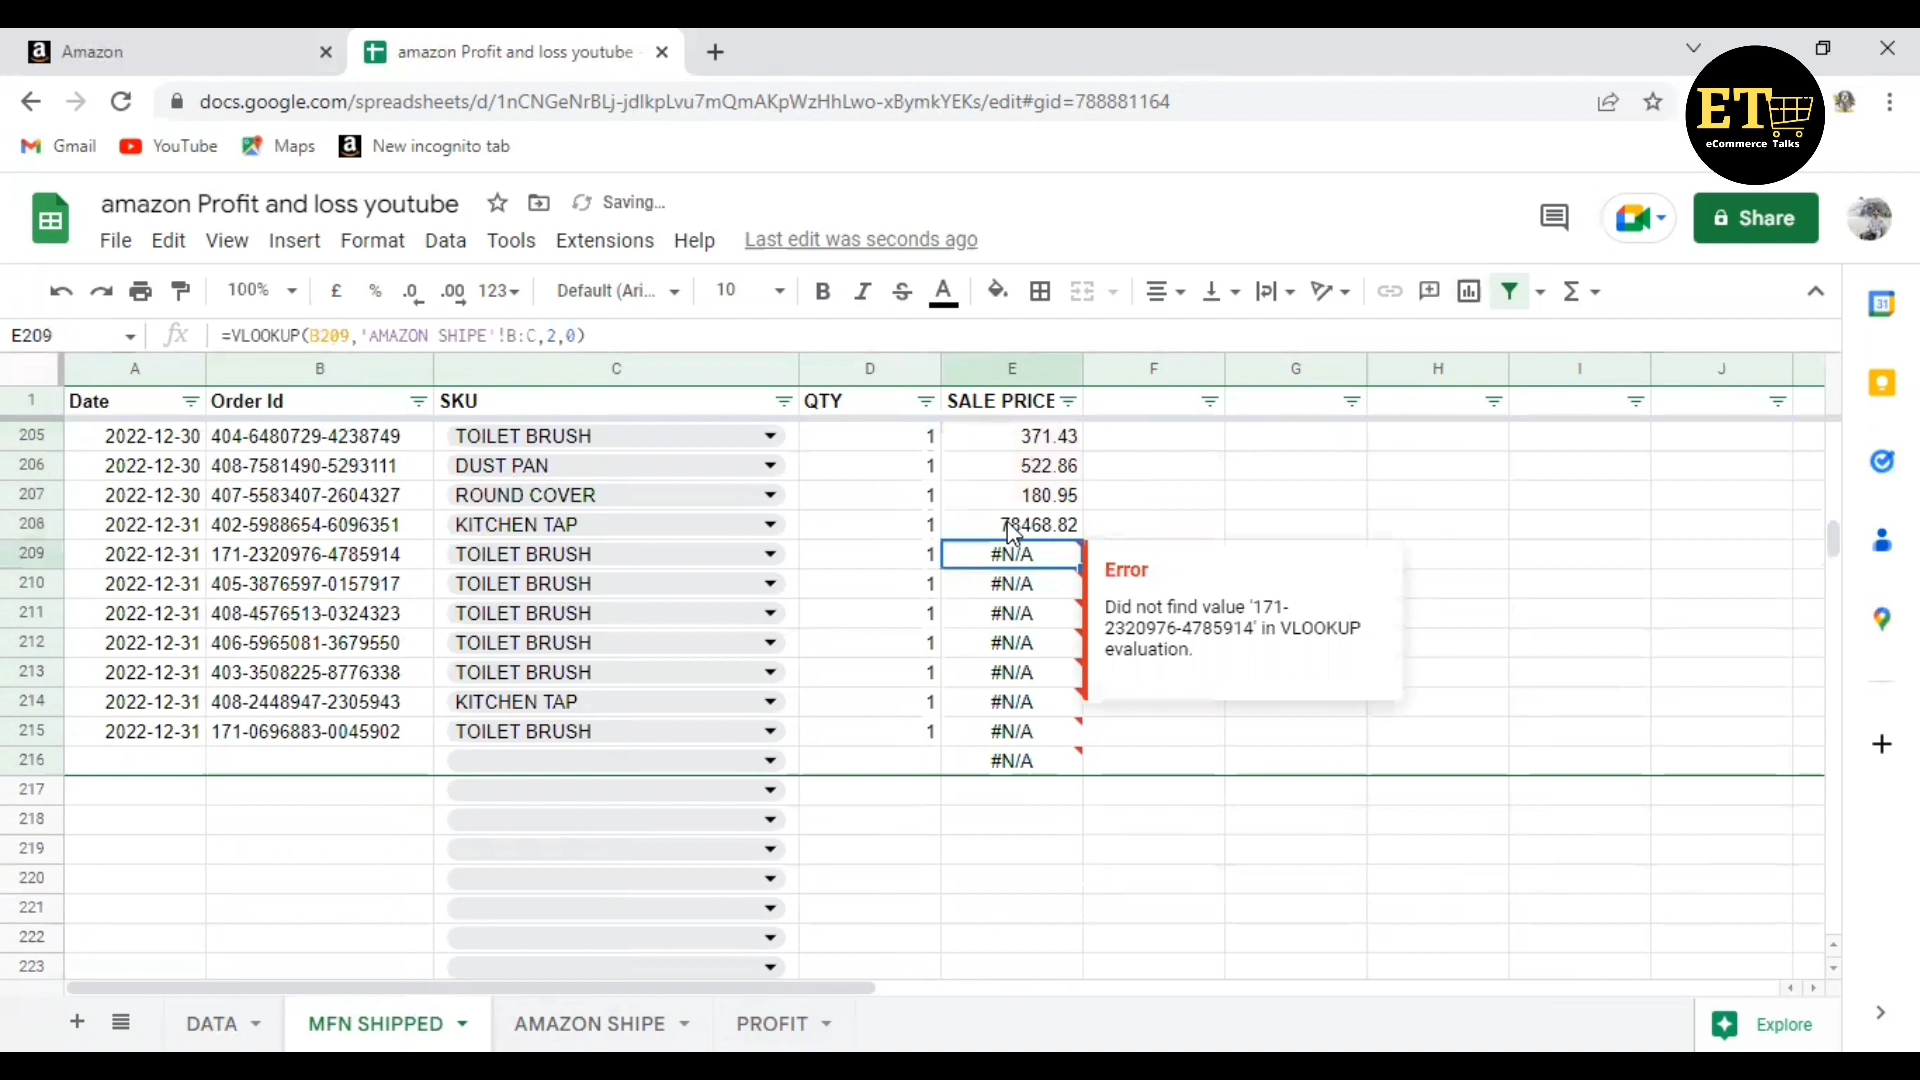 Amazon
amazon Profit and loss youtube -
docs.google.com/spreadsheets/d/1nCNGeNrBLj-jdlkpLvu7mQmAKpWzHhLwo-xBymkYEKs/edit#gid=788881164
ET
eCommerce Talks
Gmail YouTube Maps New incognito tab
amazon Profit and loss youtube Saving...
File Edit View Insert Format Data Tools Extensions Help Last edit was seconds ago
Share
100% £ % .0 .00 123 Default (Ari... 10 B I S A Σ
31
E209 fx =VLOOKUP(B209,'AMAZON SHIPE'!B:C,2,0)
A B C D E F G H I J
1 Date Order Id SKU QTY SALE PRICE
205 2022-12-30 404-6480729-4238749 TOILET BRUSH 1 371.43
206 2022-12-30 408-7581490-5293111 DUST PAN 1 522.86
207 2022-12-30 407-5583407-2604327 ROUND COVER 1 180.95
208 2022-12-31 402-5988654-6096351 KITCHEN TAP 1 78468.82
209 2022-12-31 171-2320976-4785914 TOILET BRUSH 1 #N/A
210 2022-12-31 405-3876597-0157917 TOILET BRUSH 1 #N/A
211 2022-12-31 408-4576513-0324323 TOILET BRUSH 1 #N/A
212 2022-12-31 406-5965081-3679550 TOILET BRUSH 1 #N/A
213 2022-12-31 403-3508225-8776338 TOILET BRUSH 1 #N/A
214 2022-12-31 408-2448947-2305943 KITCHEN TAP 1 #N/A
215 2022-12-31 171-0696883-0045902 TOILET BRUSH 1 #N/A
216 #N/A
217
218
219
220
221
222
223
Error
Did not find value '171-
2320976-4785914' in VLOOKUP
evaluation.
DATA MFN SHIPPED AMAZON SHIPE PROFIT Explore